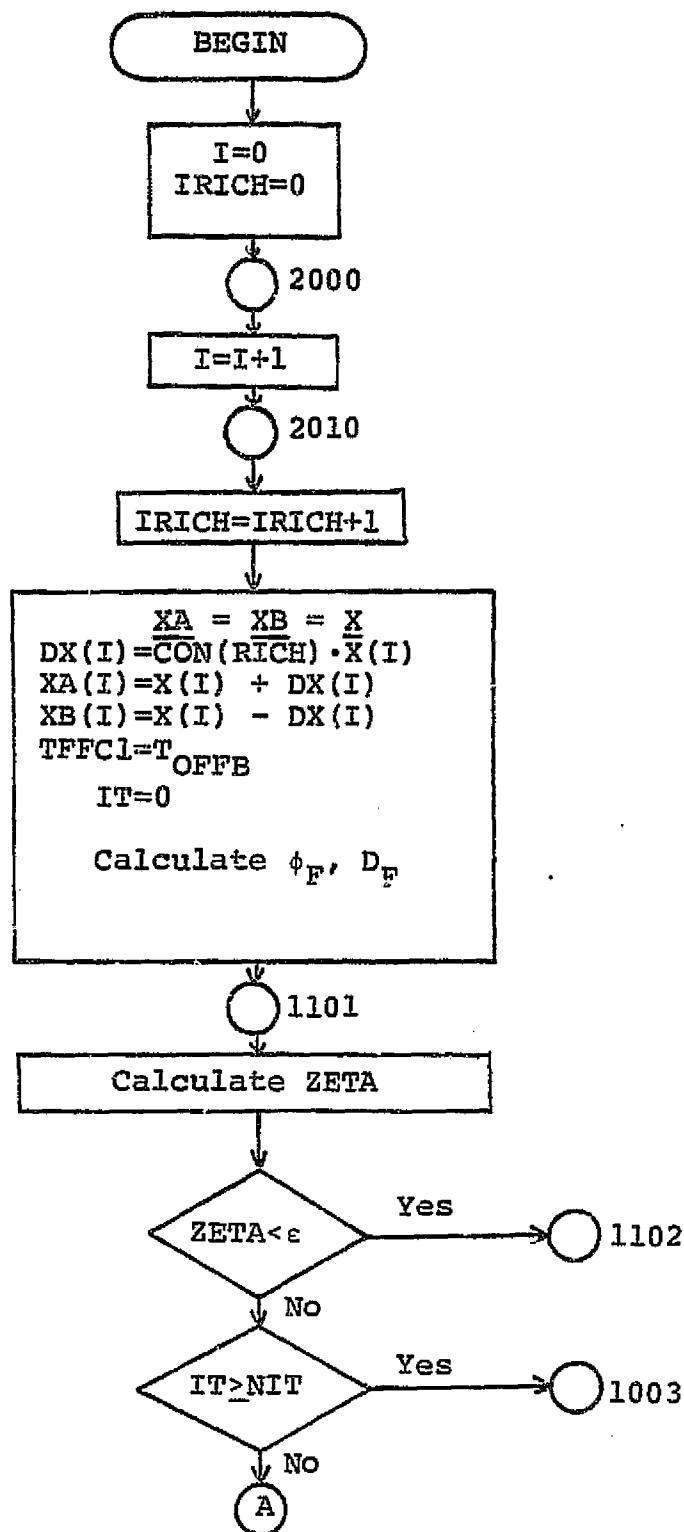 BEGIN
I=0
IRICH=0
2000
I=I+1
2010
IRICH=IRICH+1
XA = XB = X
DX(I)=CON(RICH)·X(I)
XA(I)=X(I) + DX(I)
XB(I)=X(I) - DX(I)
TFFC1=TOFFB
IT=0
Calculate φF, DF
1101
Calculate ZETA
ZETA<ε
Yes
1102
No
IT≥NIT
Yes
1003
No
A